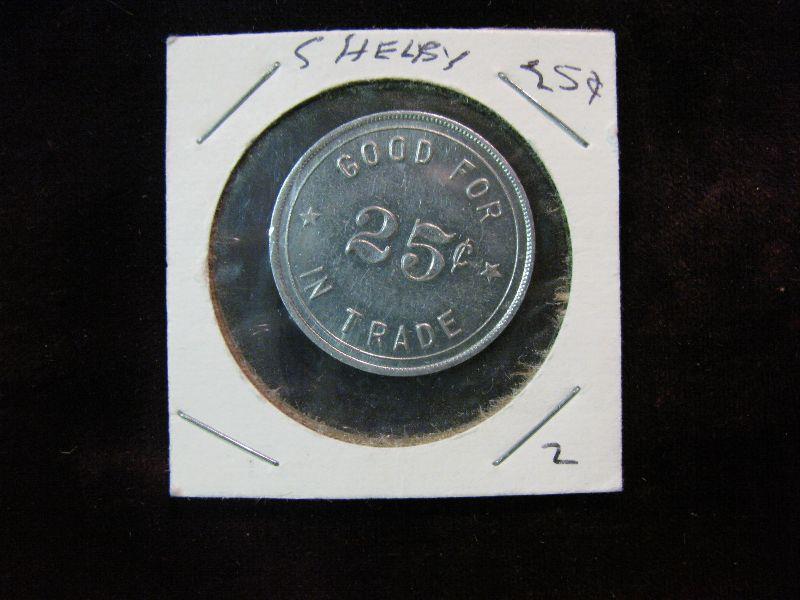 SHELBY 25¢
GOOD FOR
25¢
IN TRADE
2